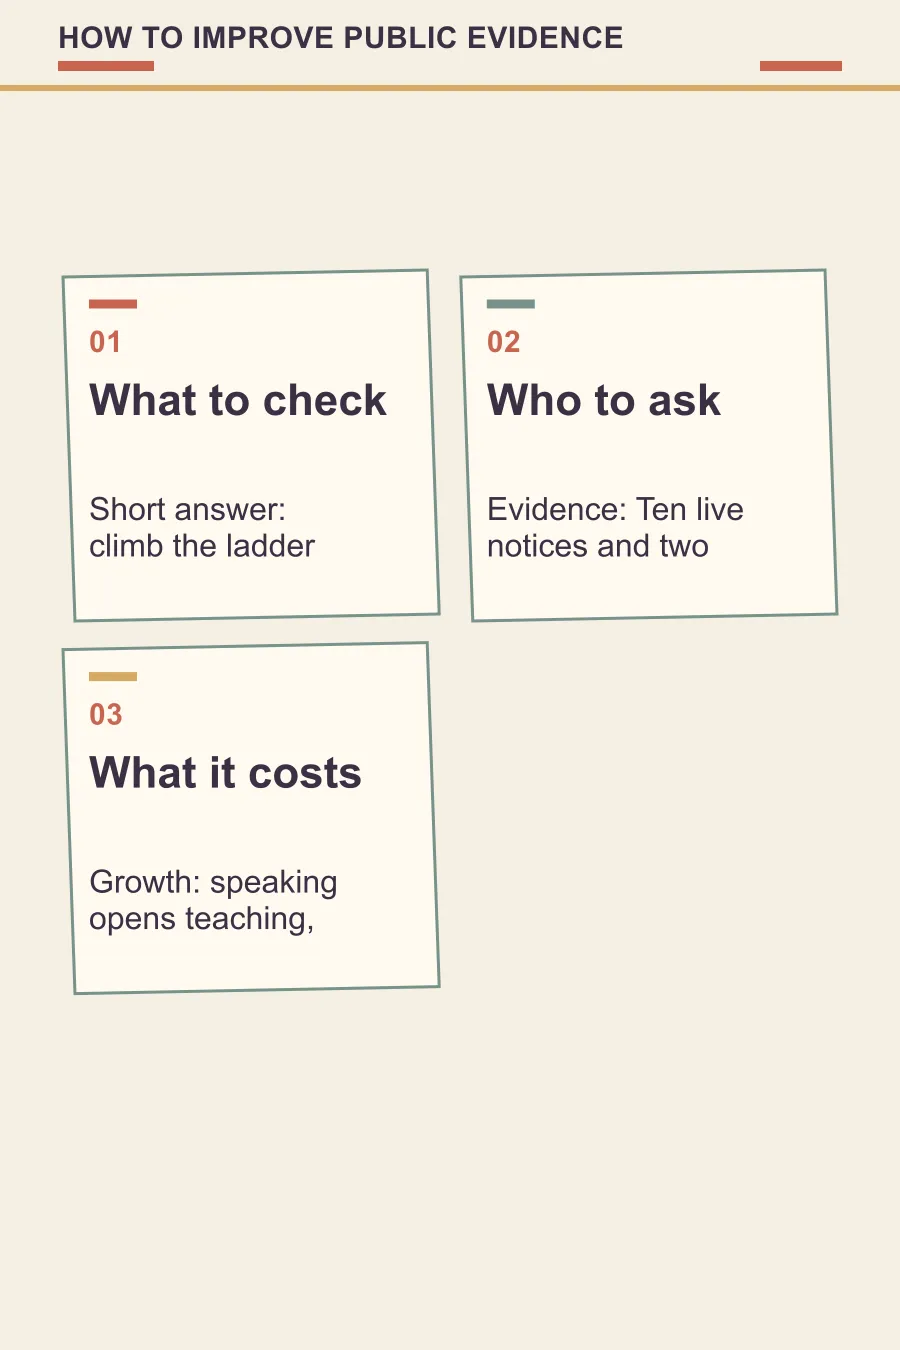 HOW TO IMPROVE PUBLIC EVIDENCE
01
What to check
Short answer:
climb the ladder
02
Who to ask
Evidence: Ten live
notices and two
03
What it costs
Growth: speaking
opens teaching,